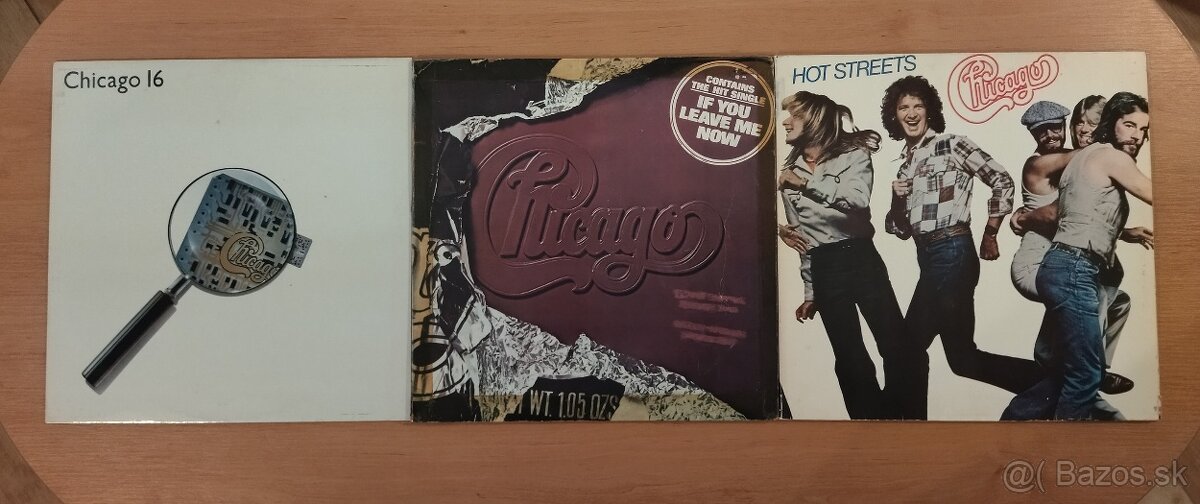 Chicago 16
Chicago
CONTAINS
THE HIT SINGLE
IF YOU
LEAVE ME
NOW
Chicago
WT. 1.05 OZS
HOT STREETS
Chicago
@( Bazos.sk